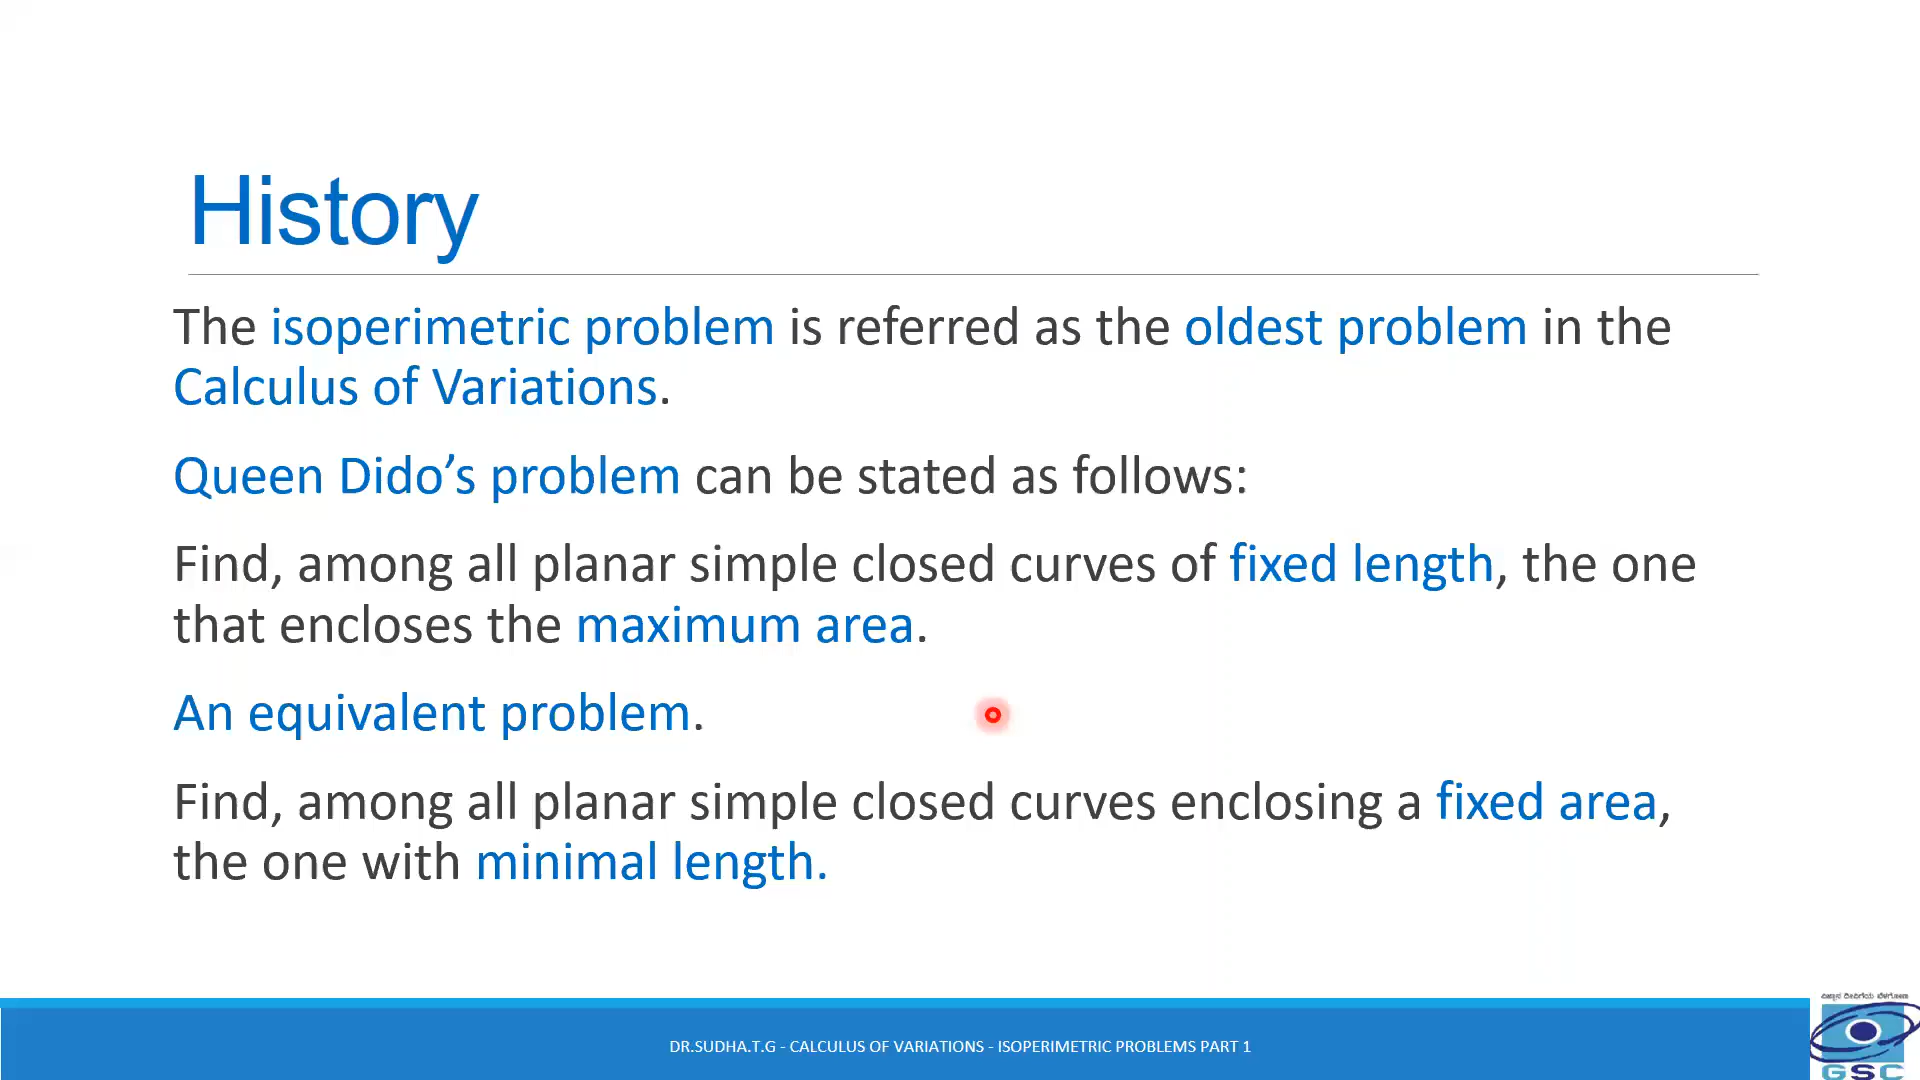 History
The isoperimetric problem is referred as the oldest problem in the
Calculus of Variations.
Queen Dido’s problem can be stated as follows:
Find, among all planar simple closed curves of fixed length, the one
that encloses the maximum area.
An equivalent problem.
Find, among all planar simple closed curves enclosing a fixed area,
the one with minimal length.
DR.SUDHA.T.G - CALCULUS OF VARIATIONS - ISOPERIMETRIC PROBLEMS PART 1
GSC